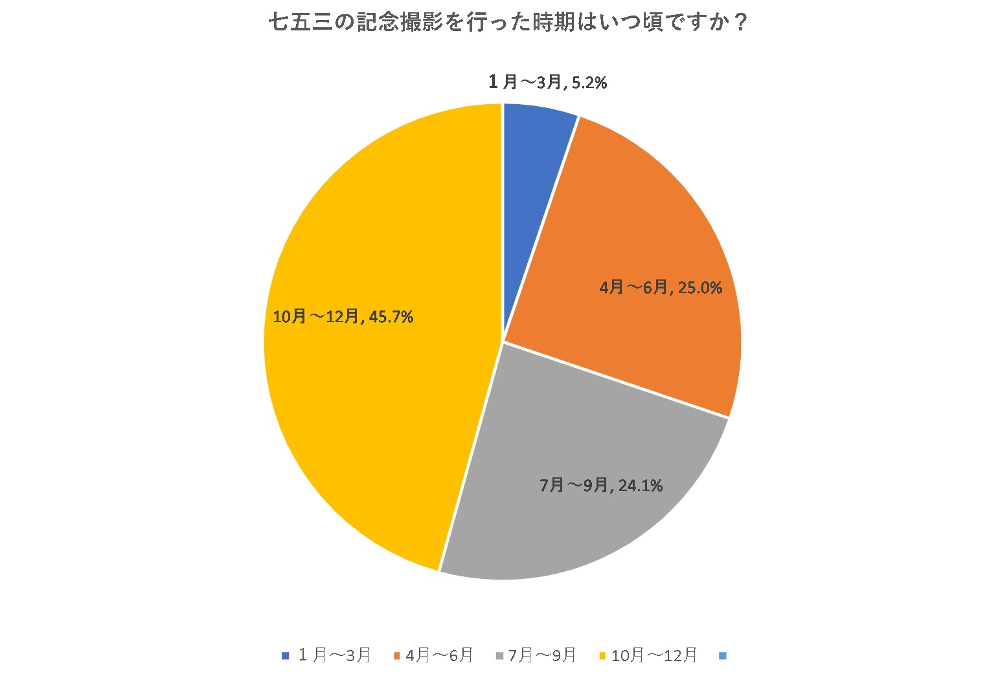 七五三の記念撮影を行った時期はいつ頃ですか？
１月～3月, 5.2%
4月～6月, 25.0%
10月～12月, 45.7%
7月～9月, 24.1%
１月～3月 4月～6月 7月～9月 10月～12月